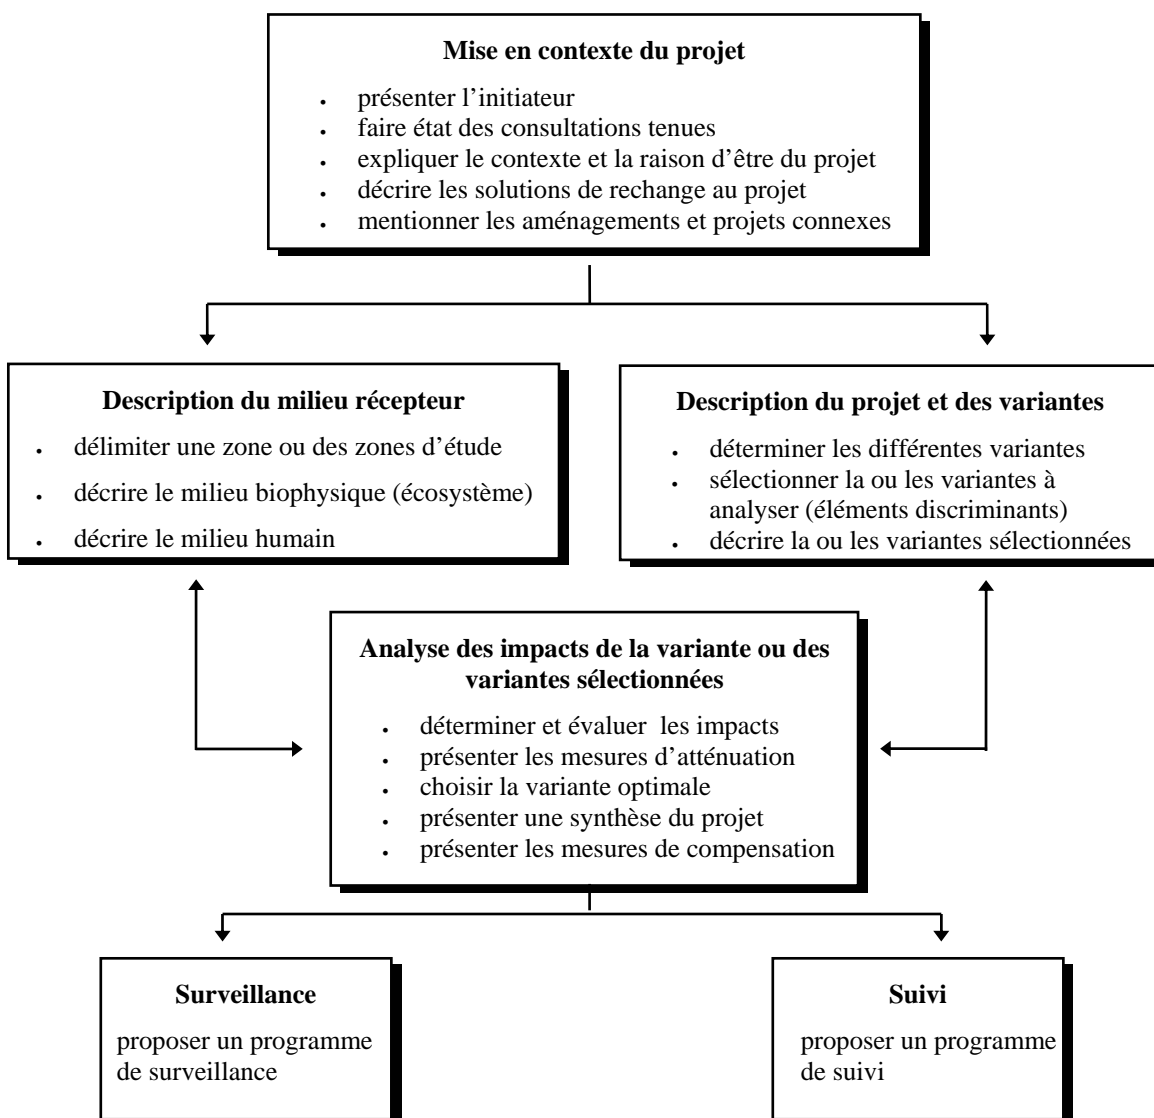 Mise en contexte du projet
• présenter l’initiateur
• faire état des consultations tenues
• expliquer le contexte et la raison d’être du projet
• décrire les solutions de rechange au projet
• mentionner les aménagements et projets connexes
Description du milieu récepteur
• délimiter une zone ou des zones d’étude
• décrire le milieu biophysique (écosystème)
• décrire le milieu humain
Description du projet et des variantes
• déterminer les différentes variantes
• sélectionner la ou les variantes à
analyser (éléments discriminants)
• décrire la ou les variantes sélectionnées
Analyse des impacts de la variante ou des
variantes sélectionnées
• déterminer et évaluer  les impacts
• présenter les mesures d’atténuation
• choisir la variante optimale
• présenter une synthèse du projet
• présenter les mesures de compensation
Surveillance
proposer un programme
de surveillance
Suivi
proposer un programme
de suivi